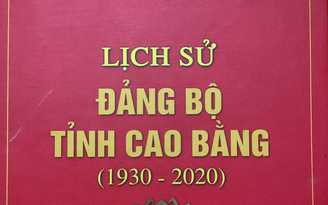 LỊCH SỬ
ĐẢNG BỘ
TỈNH CAO BẰNG
(1930 - 2020)